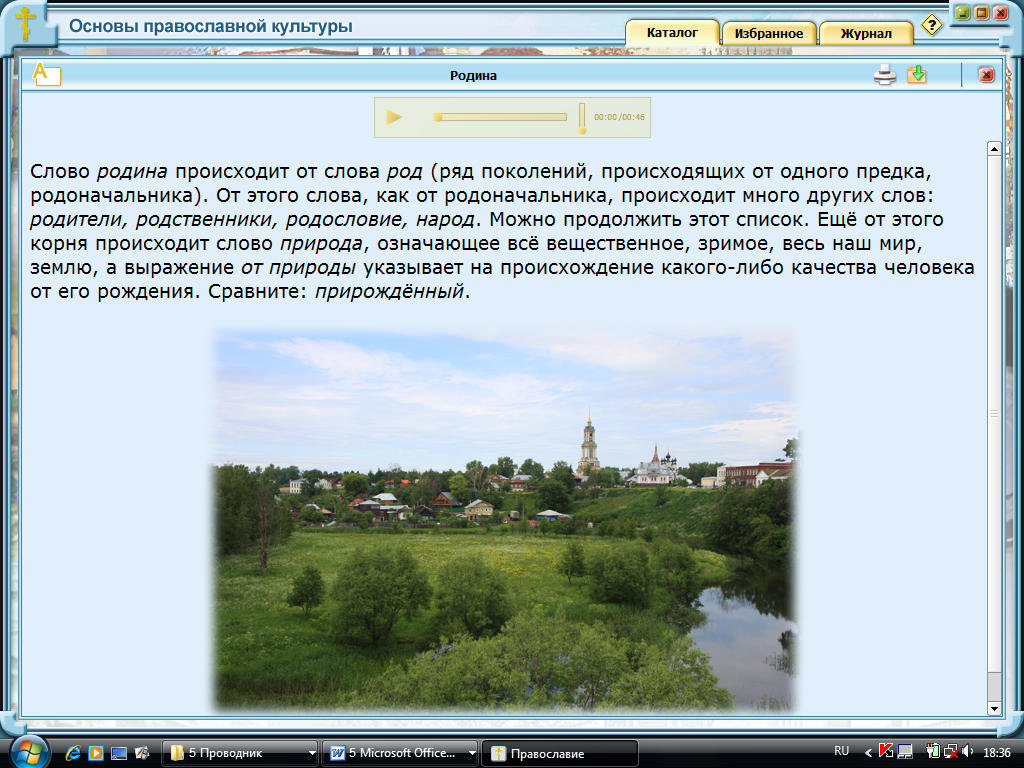 Основы православной культуры
Каталог
Избранное
Журнал
?
A
Родина
00:00/00:46
Слово родина происходит от слова род (ряд поколений, происходящих от одного предка,
родоначальника). От этого слова, как от родоначальника, происходит много других слов:
родители, родственники, родословие, народ. Можно продолжить этот список. Ещё от этого
корня происходит слово природа, означающее всё вещественное, зримое, весь наш мир,
землю, а выражение от природы указывает на происхождение какого-либо качества человека
от его рождения. Сравните: прирождённый.
5 Проводник
5 Microsoft Office...
Православие
RU
18:36